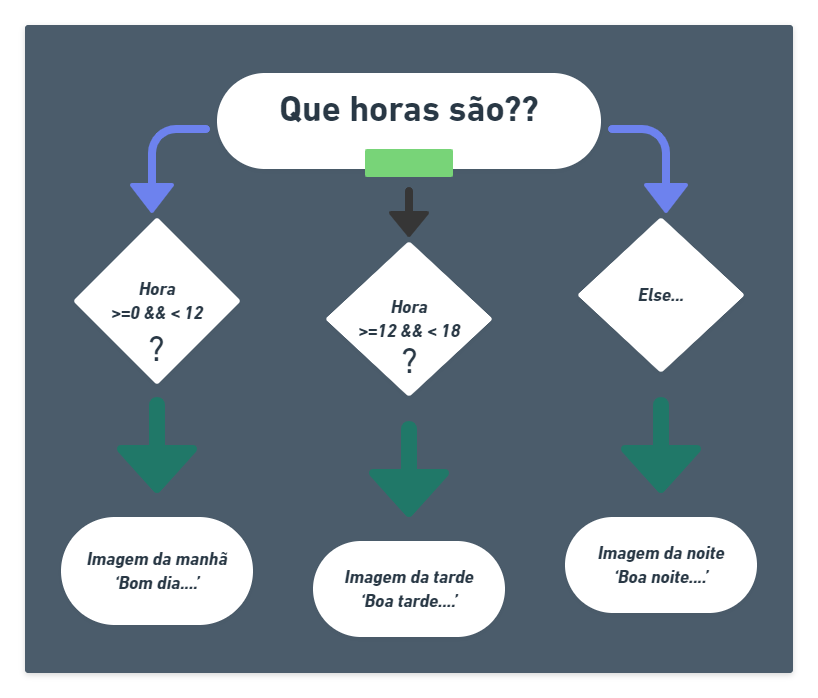 Que horas são??
Hora
>=0 && < 12
?
Hora
>=12 && < 18
?
Else...
Imagem da manhã
‘Bom dia....’
Imagem da tarde
‘Boa tarde....’
Imagem da noite
‘Boa noite....’